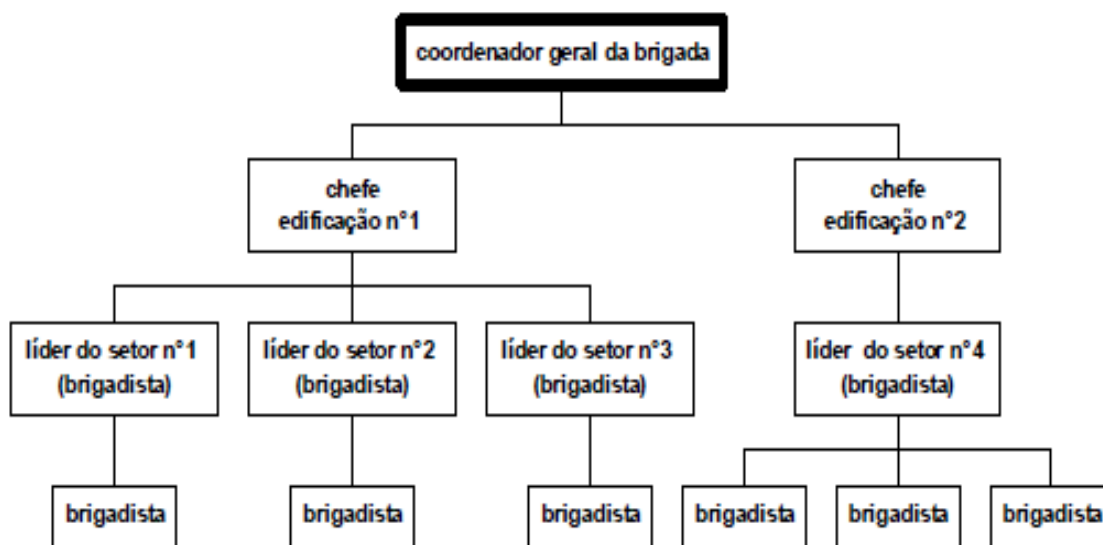 coordenador geral da brigada
chefe
edificação n°1
chefe
edificação n°2
líder do setor n°1
(brigadista)
líder do setor n°2
(brigadista)
líder do setor n°3
(brigadista)
líder do setor n°4
(brigadista)
brigadista
brigadista
brigadista
brigadista
brigadista
brigadista